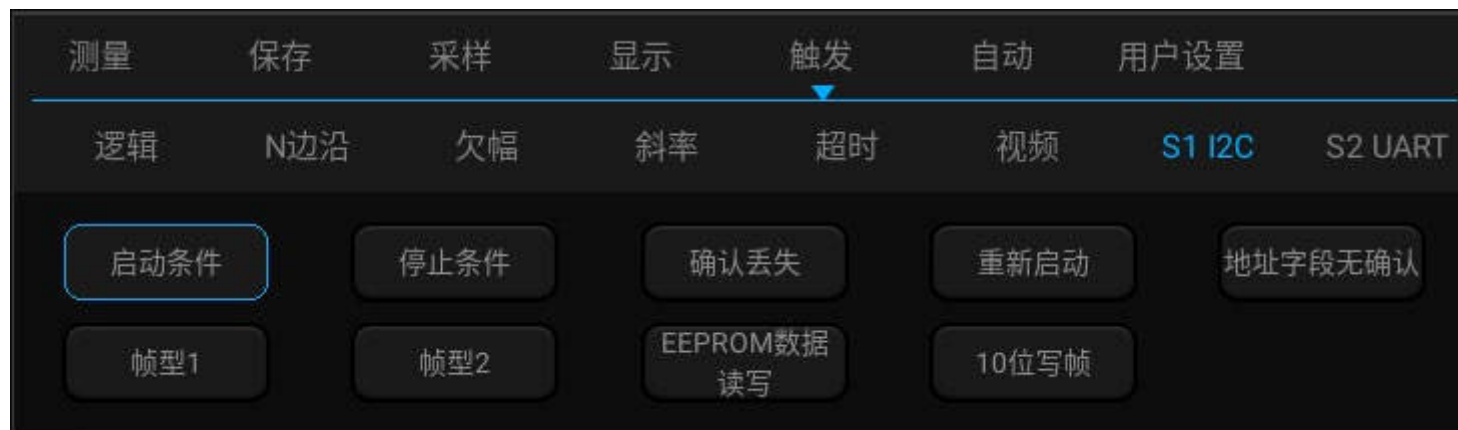 测量 保存 采样 显示 触发 自动 用户设置
逻辑 N边沿 欠幅 斜率 超时 视频 S1 I2C S2 UART
启动条件 停止条件 确认丢失 重新启动 地址字段无确认
帧型1 帧型2 EEPROM数据
读写 10位写帧